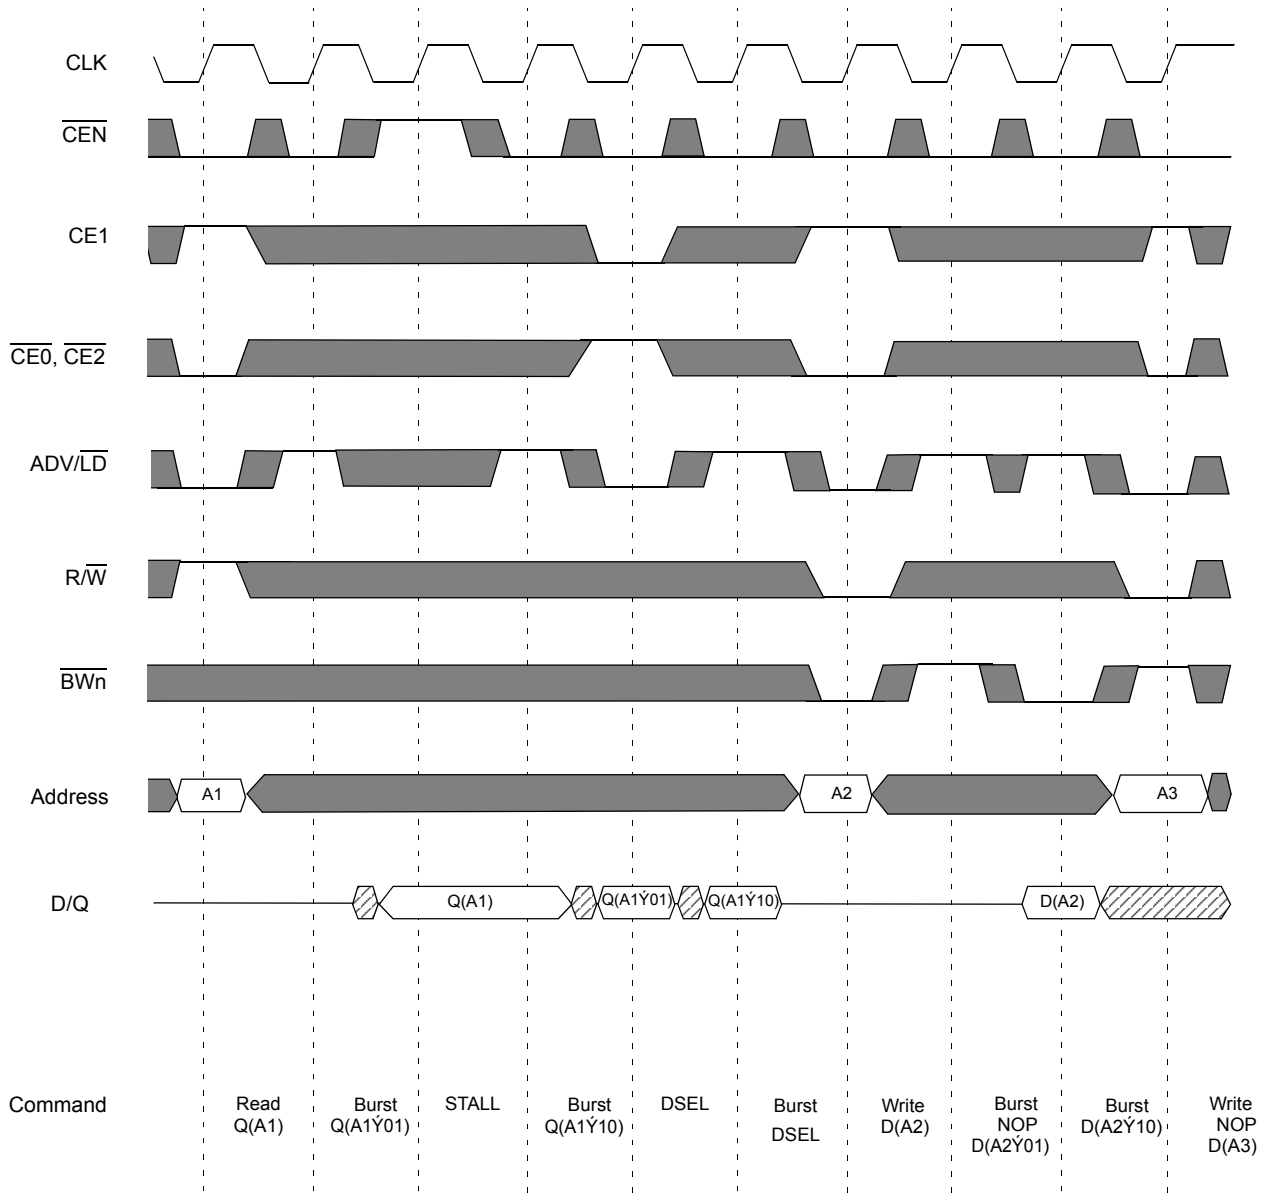 CLK
CEN
CE1
CE0, CE2
ADV/LD
R/W
BWn
Address A1 A2 A3
D/Q Q(A1) Q(A1Ý01) Q(A1Ý10) D(A2)
Command
Read
Q(A1)
Burst
Q(A1Ý01)
STALL
Burst
Q(A1Ý10)
DSEL
Burst
DSEL
Write
D(A2)
Burst
NOP
D(A2Ý01)
Burst
D(A2Ý10)
Write
NOP
D(A3)